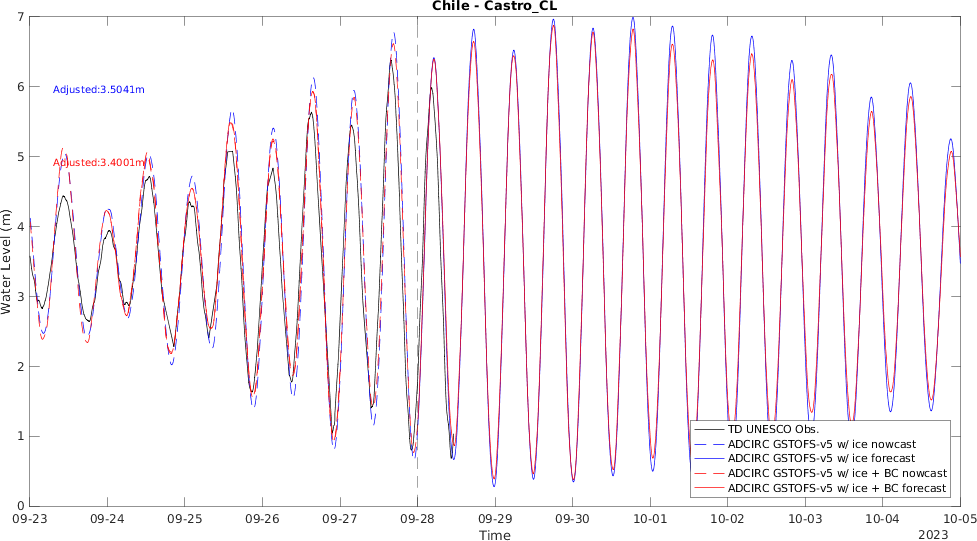 Chile - Castro_CL
Water Level (m)
7
6
5
4
3
2
1
0
Adjusted:3.5041m
Adjusted:3.4001m
TD UNESCO Obs.
ADCIRC GSTOFS-v5 w/ ice nowcast
ADCIRC GSTOFS-v5 w/ ice forecast
ADCIRC GSTOFS-v5 w/ ice + BC nowcast
ADCIRC GSTOFS-v5 w/ ice + BC forecast
09-23 09-24 09-25 09-26 09-27 09-28 09-29 09-30 10-01 10-02 10-03 10-04 10-05
Time
2023